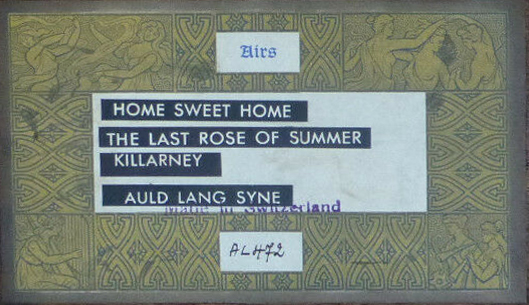 Airs
HOME SWEET HOME
THE LAST ROSE OF SUMMER
KILLARNEY
AULD LANG SYNE
Made in Switzerland
AL472